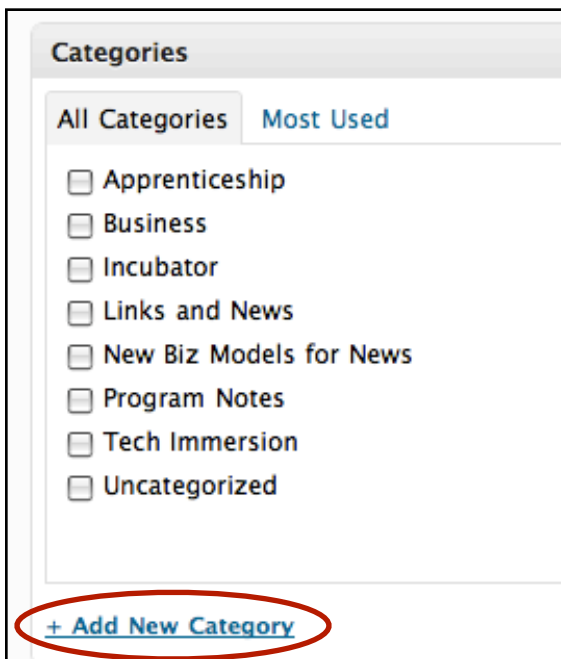 Categories
All Categories Most Used
Apprenticeship
Business
Incubator
Links and News
New Biz Models for News
Program Notes
Tech Immersion
Uncategorized
+ Add New Category